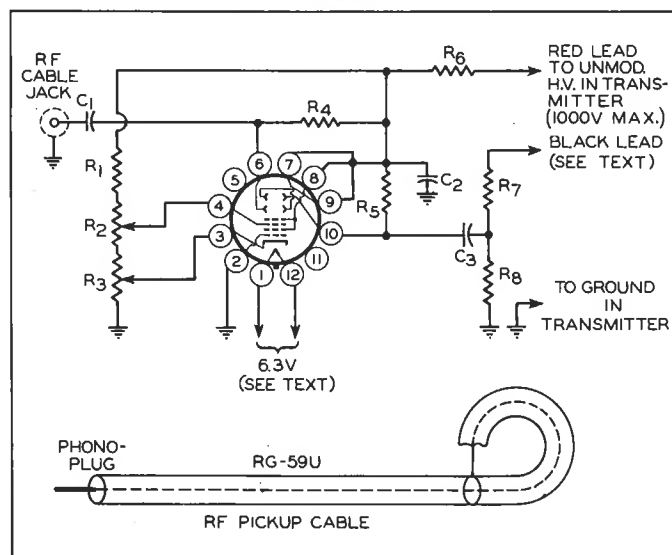 RF
CABLE
JACK
C1
R1
R2
R3
R4
R6
RED LEAD
TO UNMOD.
H.V. IN TRANS-
MITTER
(1000V MAX.)
BLACK LEAD
(SEE TEXT)
5
6
7
8
4
9
3
10
2
1
12
11
R5
C2
C3
R7
R8
TO GROUND
IN
TRANSMITTER
6.3V
(SEE TEXT)
PHONO-
PLUG
RG-59U
RF PICKUP CABLE